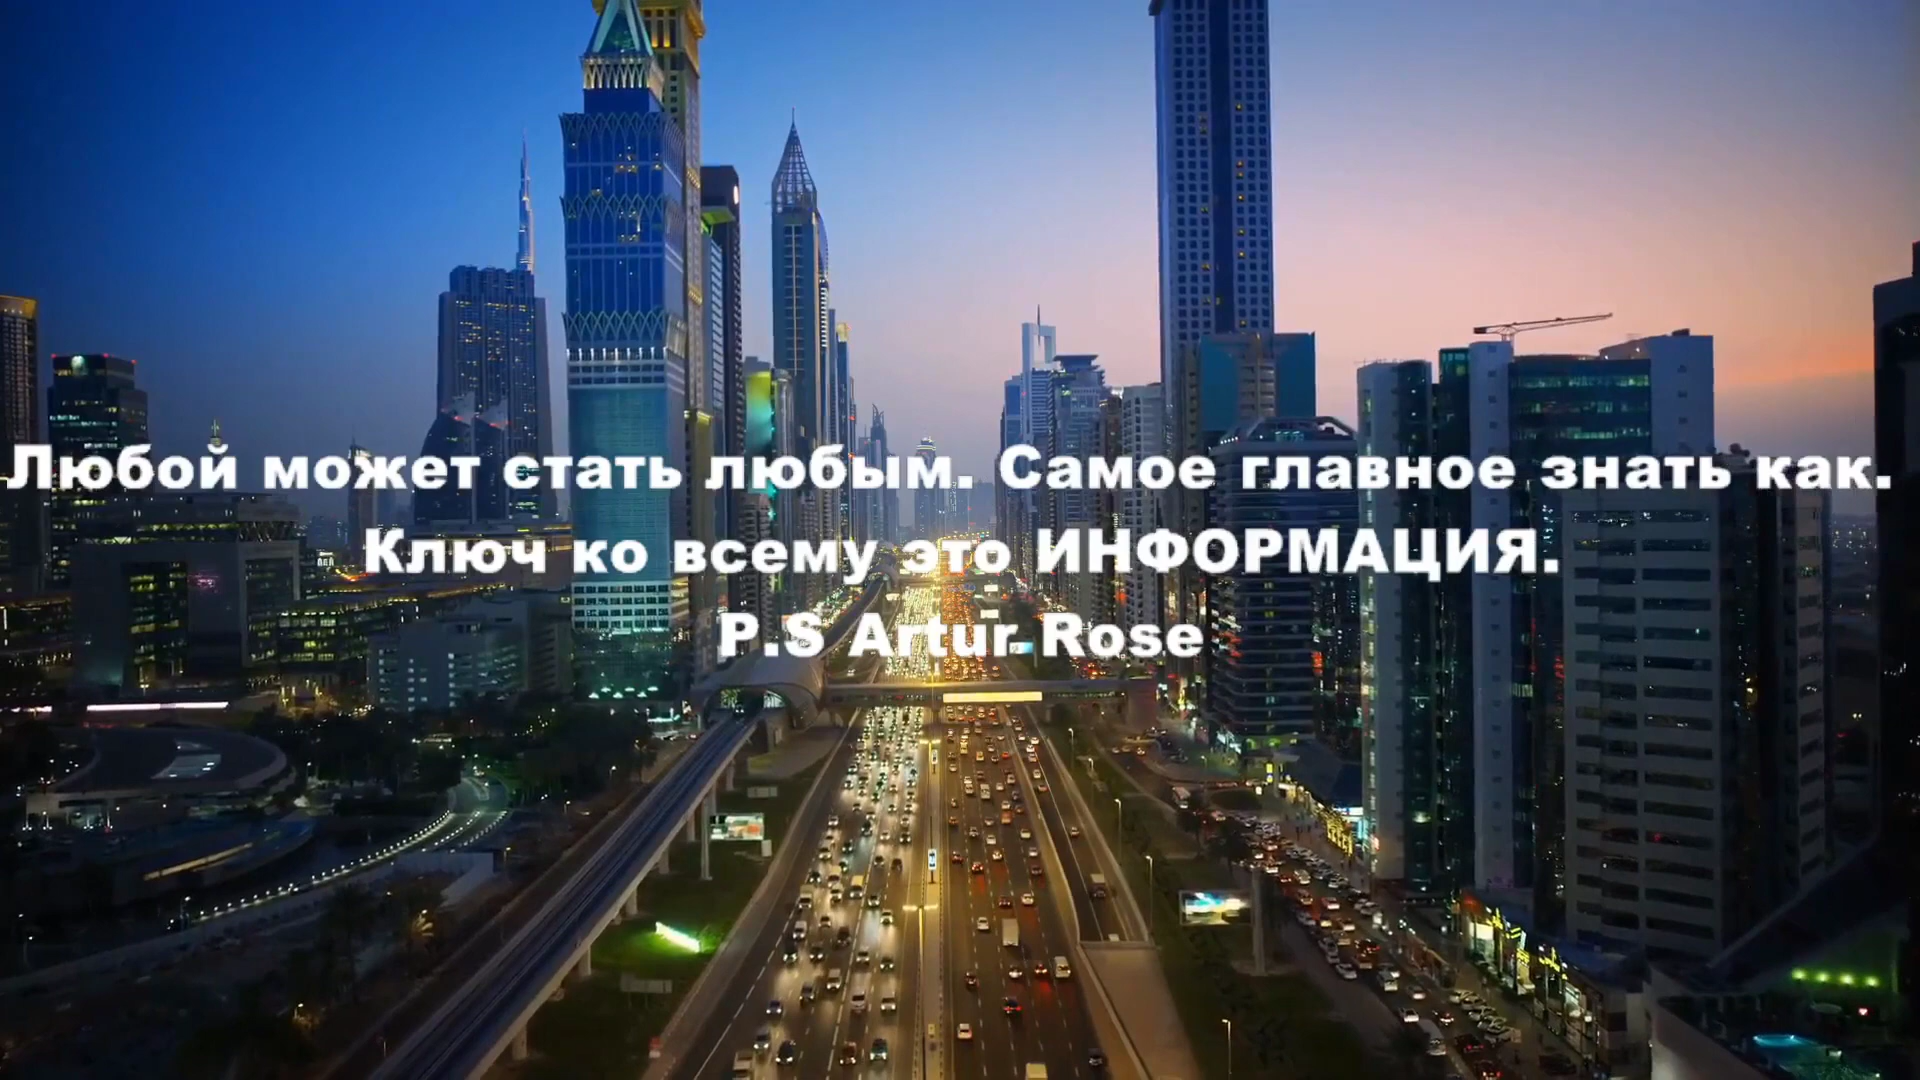 Любой может стать любым. Самое главное знать как.
Ключ ко всему это ИНФОРМАЦИЯ.
P.S Artur Rose